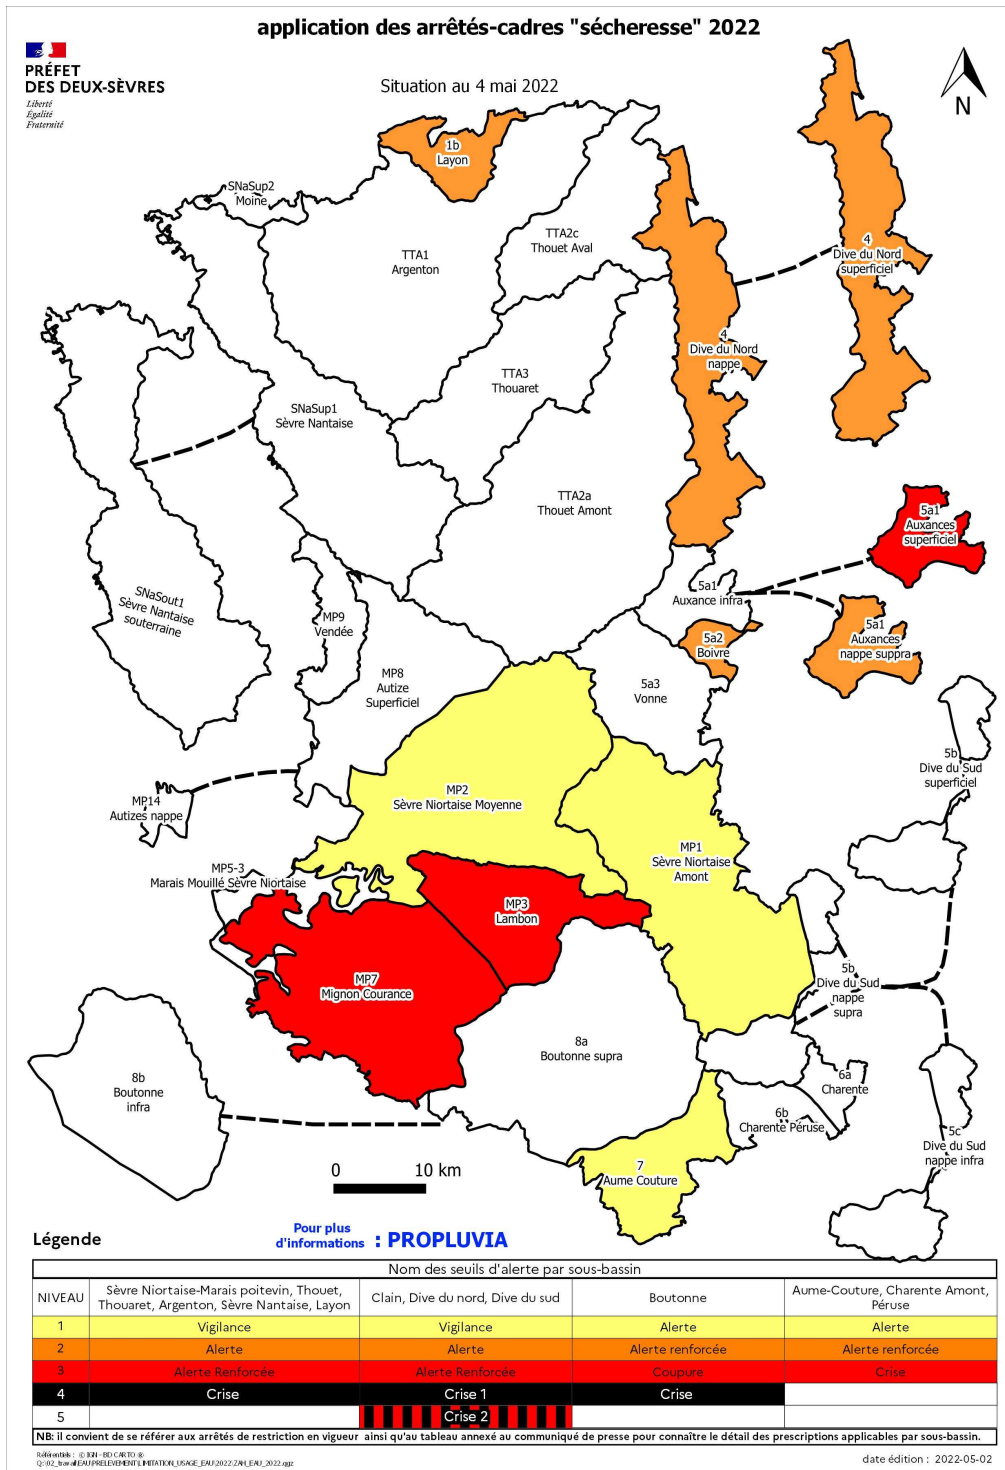 application des arrêtés-cadres "sécheresse" 2022
PRÉFET
DES DEUX-SÈVRES
Liberté
Égalité
Fraternité
Situation au 4 mai 2022
N
1b
Layon
SNaSup2
Moine
TTA1
Argenton
TTA2c
Thouet Aval
4
Dive du Nord
superficiel
4
Dive du Nord
nappe
TTA3
Thouaret
SNaSup1
Sèvre Nantaise
TTA2a
Thouet Amont
5a1
Auxances
superficiel
5a1
Auxance infra
SNaSout1
Sèvre Nantaise
souterraine
MP9
Vendée
5a2
Boivre
5a1
Auxances
nappe suppra
MP8
Autize
Superficiel
5a3
Vonne
5b
Dive du Sud
superficiel
MP14
Autizes nappe
MP2
Sèvre Niortaise Moyenne
MP1
Sèvre Niortaise
Amont
MP5-3
Marais Mouillé Sèvre Niortaise
MP3
Lambon
MP7
Mignon Courance
5b
Dive du Sud
nappe
supra
8a
Boutonne supra
8b
Boutonne
infra
6a
Charente
6b
Charente Péruse
5c
Dive du Sud
nappe infra
7
Aume Couture
0 10 km
Légende
Pour plus
d'informations : PROPLUVIA
Nom des seuils d'alerte par sous-bassin
NIVEAU Sèvre Niortaise-Marais poitevin, Thouet, Thouaret, Argenton, Sèvre Nantaise, Layon Clain, Dive du nord, Dive du sud Boutonne Aume-Couture, Charente Amont, Péruse
1 Vigilance Vigilance Alerte Alerte
2 Alerte Alerte Alerte renforcée Alerte renforcée
3 Alerte Renforcée Alerte Renforcée Coupure Crise
4 Crise Crise 1 Crise
5 Crise 2
NB: il convient de se référer aux arrêtés de restriction en vigueur ainsi qu'au tableau annexé au communiqué de presse pour connaître le détail des prescriptions applicables par sous-bassin.
Référentiels : © IGN - BD CARTO ®
date édition : 2022-05-02